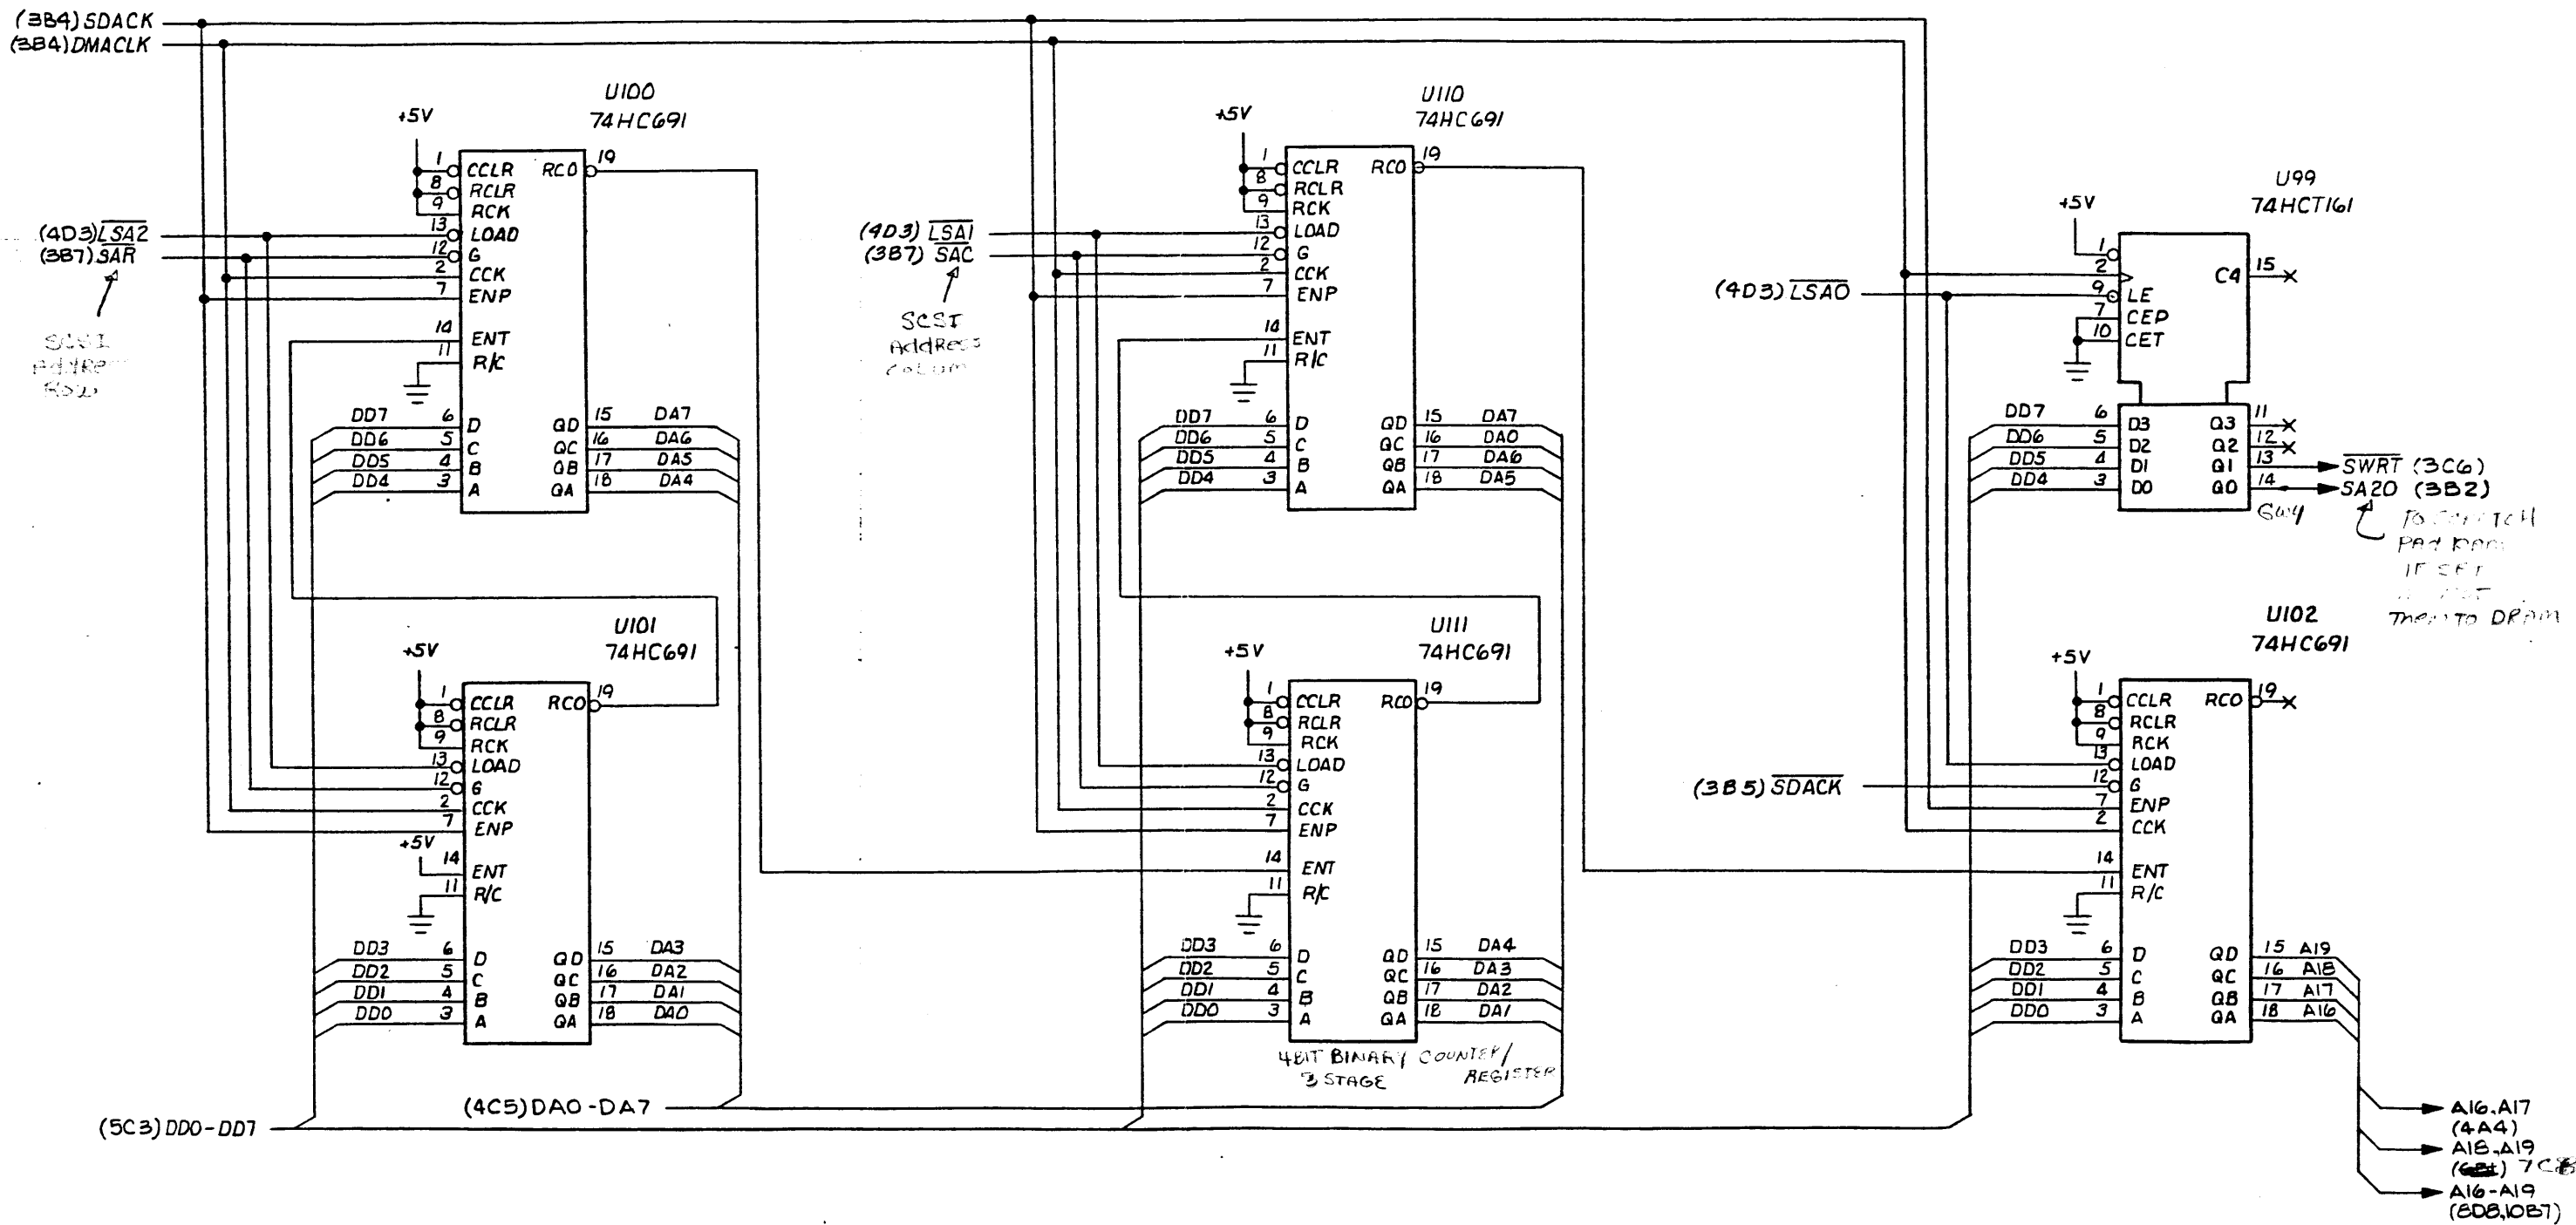 (3B4) SDACK
(3B4) DMACLK
U100
74HC691
+5V
1 CCLR RCO 19
8 RCLR
9 RCK
(4D3) LSA2 13 LOAD
(3B7) SAR 12 G
2 CCK
7 ENP
14 ENT
11 R/C
SCSI
Address
Row
DD7 6 D QD 15 DA7
DD6 5 C QC 16 DA6
DD5 4 B QB 17 DA5
DD4 3 A QA 18 DA4
U101
74HC691
+5V
1 CCLR RCO 19
8 RCLR
9 RCK
13 LOAD
12 G
2 CCK
7 ENP
+5V
14 ENT
11 R/C
DD3 6 D QD 15 DA3
DD2 5 C QC 16 DA2
DD1 4 B QB 17 DA1
DD0 3 A QA 18 DA0
(4C5) DA0-DA7
(5C3) DD0-DD7
U110
74HC691
+5V
1 CCLR RCO 19
8 RCLR
9 RCK
(4D3) LSA1 13 LOAD
(3B7) SAC 12 G
2 CCK
7 ENP
14 ENT
11 R/C
SCSI
Address
Colum
DD7 6 D QD 15 DA7
DD6 5 C QC 16 DA0
DD5 4 B QB 17 DA6
DD4 3 A QA 18 DA5
U111
74HC691
+5V
1 CCLR RCO 19
8 RCLR
9 RCK
13 LOAD
12 G
2 CCK
7 ENP
14 ENT
11 R/C
DD3 6 D QD 15 DA4
DD2 5 C QC 16 DA3
DD1 4 B QB 17 DA2
DD0 3 A QA 18 DA1
4BIT BINARY COUNTER/
3 STAGE REGISTER
U99
74HCT161
+5V
1
2 C4 15
(4D3) LSA0 9 LE
7 CEP
10 CET
DD7 6 D3 Q3 11
DD6 5 D2 Q2 12
DD5 4 D1 Q1 13 SWRT (3C6)
DD4 3 D0 Q0 14 SA20 (3B2)
TO SCRATCH
PAD RAM
IF SET
NOT
Then TO DRAM
U102
74HC691
+5V
1 CCLR RCO 19
8 RCLR
9 RCK
13 LOAD
(3B5) SDACK 12 G
7 ENP
2 CCK
14 ENT
11 R/C
DD3 6 D QD 15 A19
DD2 5 C QC 16 A18
DD1 4 B QB 17 A17
DD0 3 A QA 18 A16
A16,A17
(4A4)
A18,A19
A16-A19
(8D8,10B7)